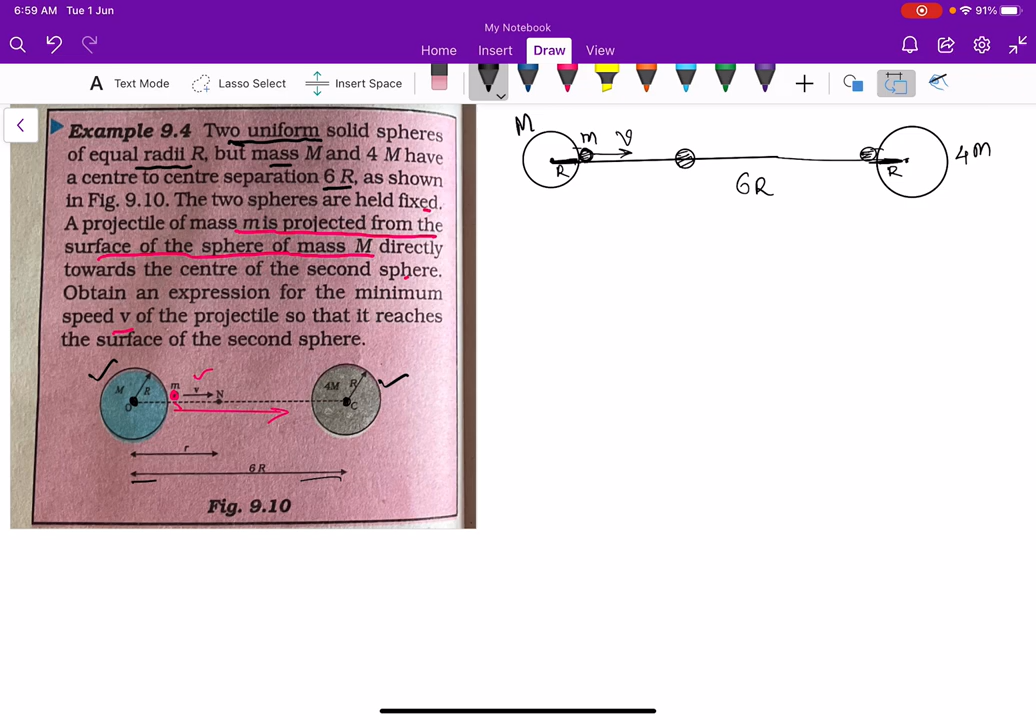 6:59 AM Tue 1 Jun
91%
My Notebook
Home Insert Draw View
A Text Mode Lasso Select Insert Space
Example 9.4 Two uniform solid spheres
of equal radii R, but mass M and 4 M have
a centre to centre separation 6 R, as shown
in Fig. 9.10. The two spheres are held fixed.
A projectile of mass m is projected from the
surface of the sphere of mass M directly
towards the centre of the second sphere.
Obtain an expression for the minimum
speed v of the projectile so that it reaches
the surface of the second sphere.
M R O m v N 4M R C
r
6R
Fig. 9.10
M m v
R 6R R 4M